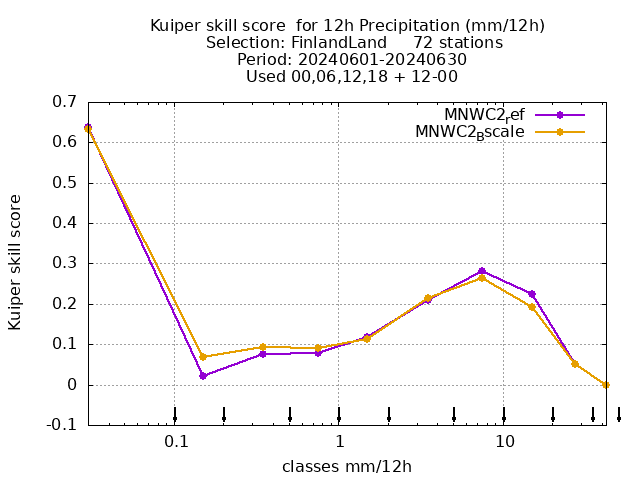 Kuiper skill score  for 12h Precipitation (mm/12h)
Selection: FinlandLand     72 stations
Period: 20240601-20240630
Used 00,06,12,18 + 12-00
MNWC2ref
MNWC2Bscale
0.7
0.6
0.5
0.4
0.3
0.2
0.1
0
-0.1
Kuiper skill score
0.1
1
10
classes mm/12h